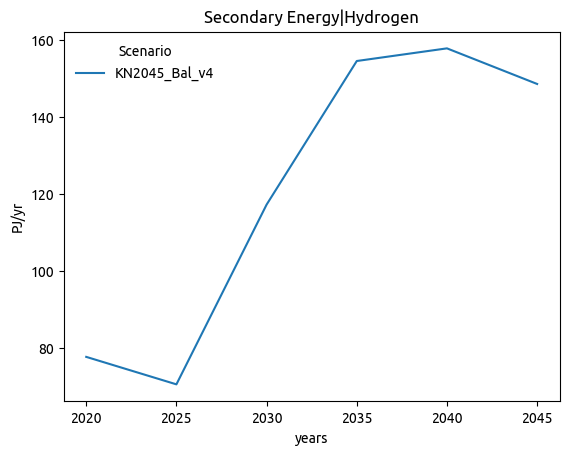 Secondary Energy|Hydrogen
Scenario
KN2045_Bal_v4
160
140
120
100
80
PJ/yr
2020 2025 2030 2035 2040 2045
years